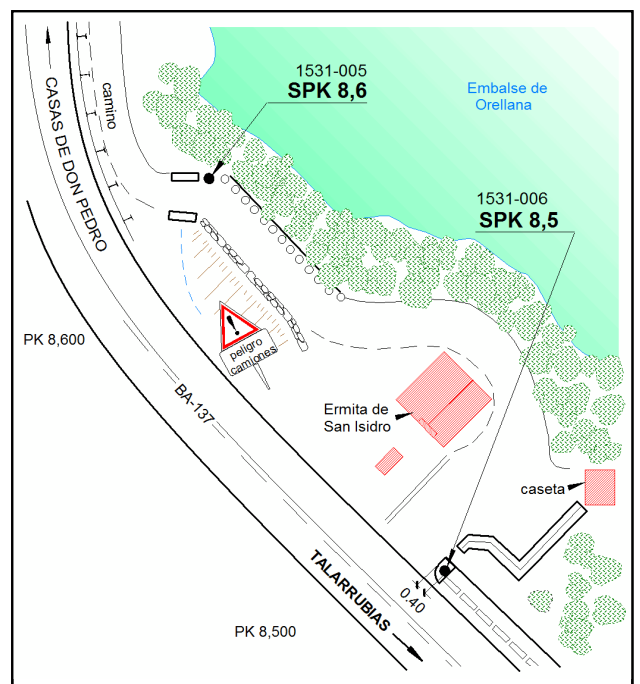 1531-005
SPK 8,6
Embalse de
Orellana
camino
CASAS DE DON PEDRO
1531-006
SPK 8,5
PK 8,600
peligro
camiones
BA-137
Ermita de
San Isidro
caseta
TALARRUBIAS
0.40
PK 8,500